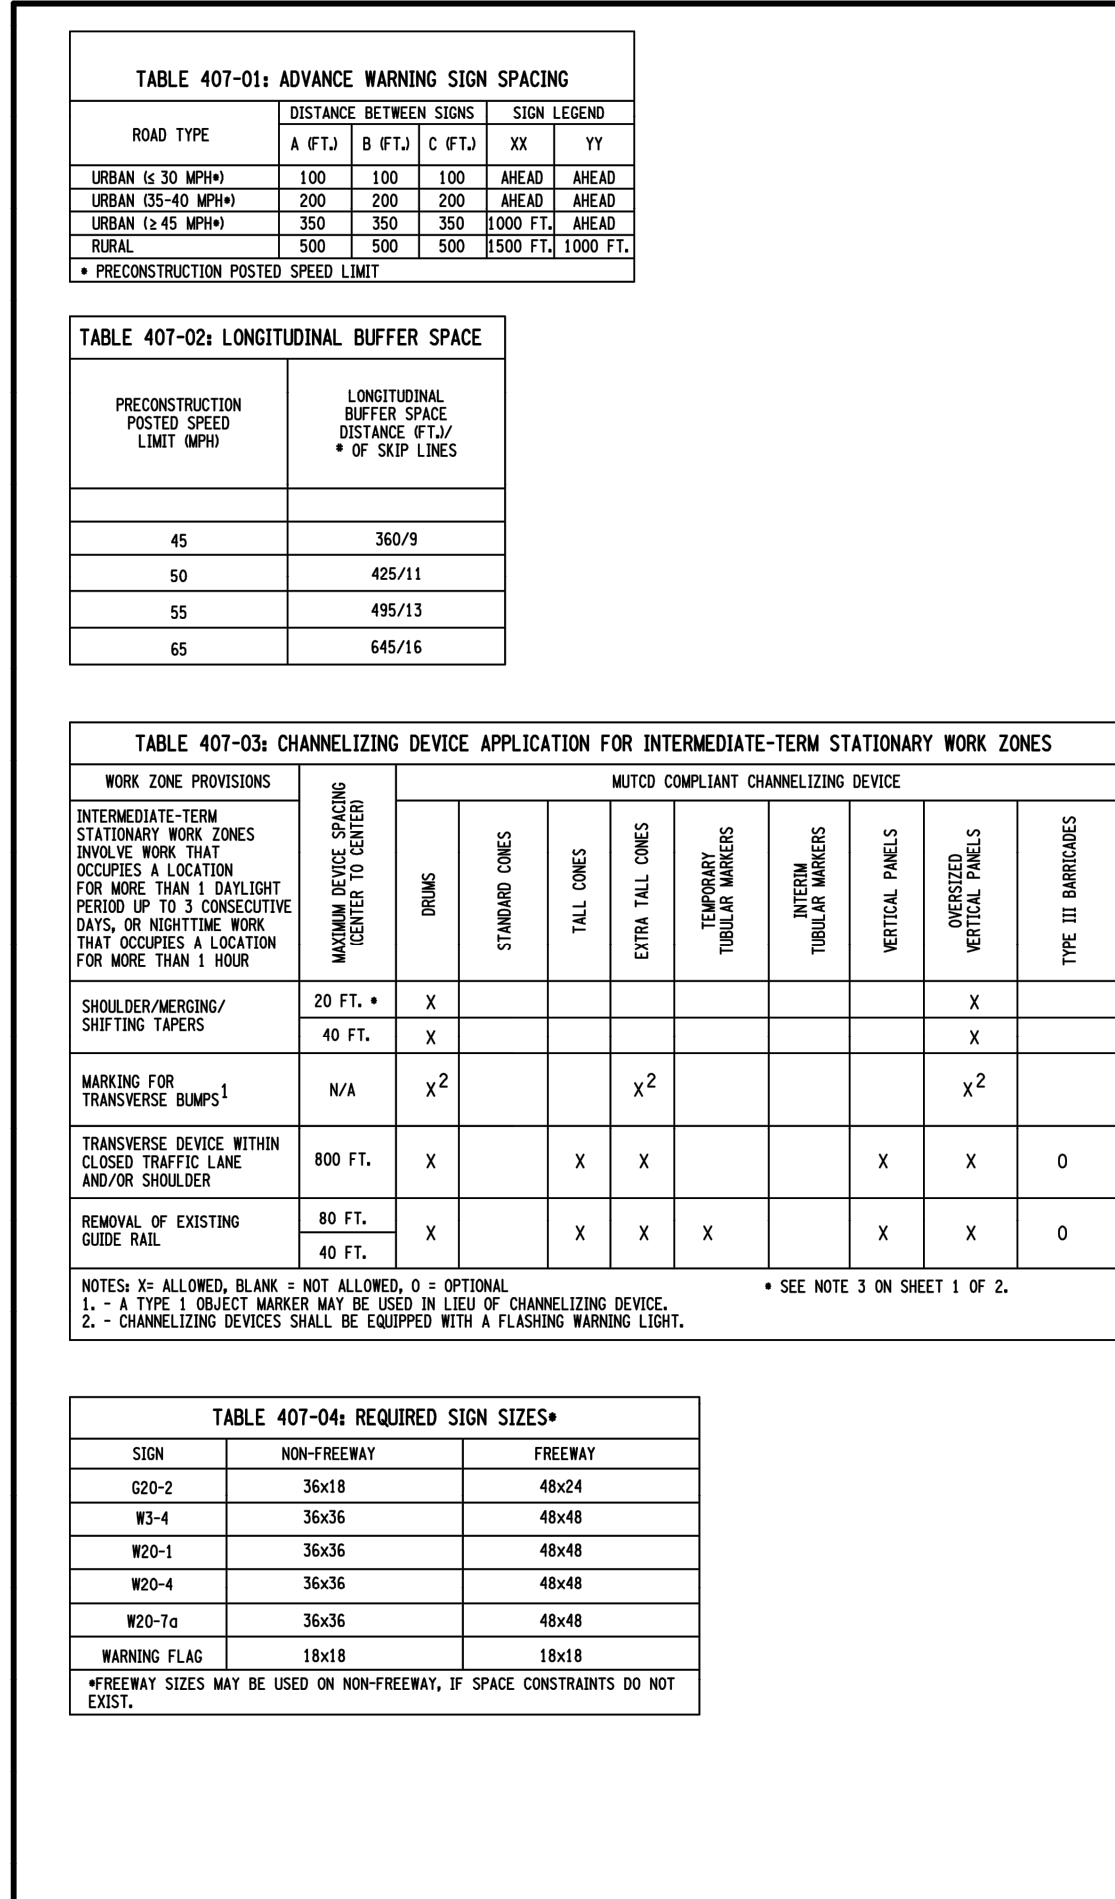 TABLE 407-01: ADVANCE WARNING SIGN SPACING
ROAD TYPE
DISTANCE BETWEEN SIGNS SIGN LEGEND
A (FT.) B (FT.) C (FT.) XX YY
URBAN (≤ 30 MPH*) 100 100 100 AHEAD AHEAD
URBAN (35-40 MPH*) 200 200 200 AHEAD AHEAD
URBAN (≥ 45 MPH*) 350 350 350 1000 FT. AHEAD
RURAL 500 500 500 1500 FT. 1000 FT.
* PRECONSTRUCTION POSTED SPEED LIMIT
TABLE 407-02: LONGITUDINAL BUFFER SPACE
PRECONSTRUCTION
POSTED SPEED
LIMIT (MPH)
LONGITUDINAL
BUFFER SPACE
DISTANCE (FT.)/
* OF SKIP LINES
45 360/9
50 425/11
55 495/13
65 645/16
TABLE 407-03: CHANNELIZING DEVICE APPLICATION FOR INTERMEDIATE-TERM STATIONARY WORK ZONES
WORK ZONE PROVISIONS
INTERMEDIATE-TERM
STATIONARY WORK ZONES
INVOLVE WORK THAT
OCCUPIES A LOCATION
FOR MORE THAN 1 DAYLIGHT
PERIOD UP TO 3 CONSECUTIVE
DAYS, OR NIGHTTIME WORK
THAT OCCUPIES A LOCATION
FOR MORE THAN 1 HOUR
MAXIMUM DEVICE SPACING
(CENTER TO CENTER)
MUTCD COMPLIANT CHANNELIZING DEVICE
DRUMS
STANDARD CONES
TALL CONES
EXTRA TALL CONES
TEMPORARY
TUBULAR MARKERS
INTERIM
TUBULAR MARKERS
VERTICAL PANELS
OVERSIZED
VERTICAL PANELS
TYPE III BARRICADES
SHOULDER/MERGING/
SHIFTING TAPERS
20 FT. * X X
40 FT. X X
MARKING FOR
TRANSVERSE BUMPS1
N/A X2 X2 X2
TRANSVERSE DEVICE WITHIN
CLOSED TRAFFIC LANE
AND/OR SHOULDER
800 FT. X X X X X O
REMOVAL OF EXISTING
GUIDE RAIL
80 FT.
40 FT.
X X X X X X O
NOTES: X= ALLOWED, BLANK = NOT ALLOWED, O = OPTIONAL * SEE NOTE 3 ON SHEET 1 OF 2.
1. - A TYPE 1 OBJECT MARKER MAY BE USED IN LIEU OF CHANNELIZING DEVICE.
2. - CHANNELIZING DEVICES SHALL BE EQUIPPED WITH A FLASHING WARNING LIGHT.
TABLE 407-04: REQUIRED SIGN SIZES*
SIGN NON-FREEWAY FREEWAY
G20-2 36x18 48x24
W3-4 36x36 48x48
W20-1 36x36 48x48
W20-4 36x36 48x48
W20-7a 36x36 48x48
WARNING FLAG 18x18 18x18
*FREEWAY SIZES MAY BE USED ON NON-FREEWAY, IF SPACE CONSTRAINTS DO NOT
EXIST.